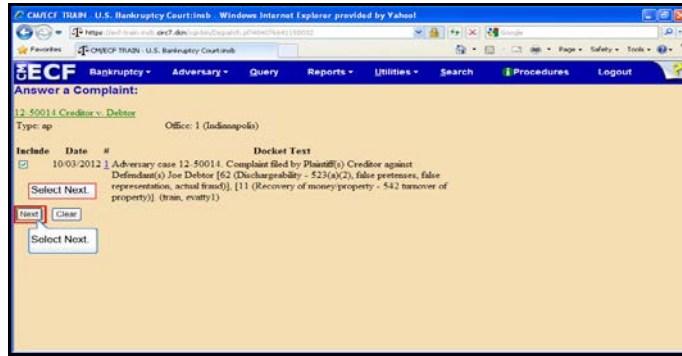 CM/ECF TRAIN - U.S. Bankruptcy Court:insb - Windows Internet Explorer provided by Yahoo!
Google
Favorites CM/ECF TRAIN - U.S. Bankruptcy Court:insb Page Safety Tools
ECF Bankruptcy Adversary Query Reports Utilities Search Procedures Logout
Answer a Complaint:
12-50014 Creditor v. Debtor
Type: ap Office: 1 (Indianapolis)
Include Date # Docket Text
10/03/2012 1 Adversary case 12-50014. Complaint filed by Plaintiff(s) Creditor against
Defendant(s) Joe Debtor [62 (Dischargeability - 523(a)(2), false pretenses, false
representation, actual fraud)], [11 (Recovery of money/property - 542 turnover of
property)]. (train, evatty1)
Select Next.
Next Clear
Select Next.